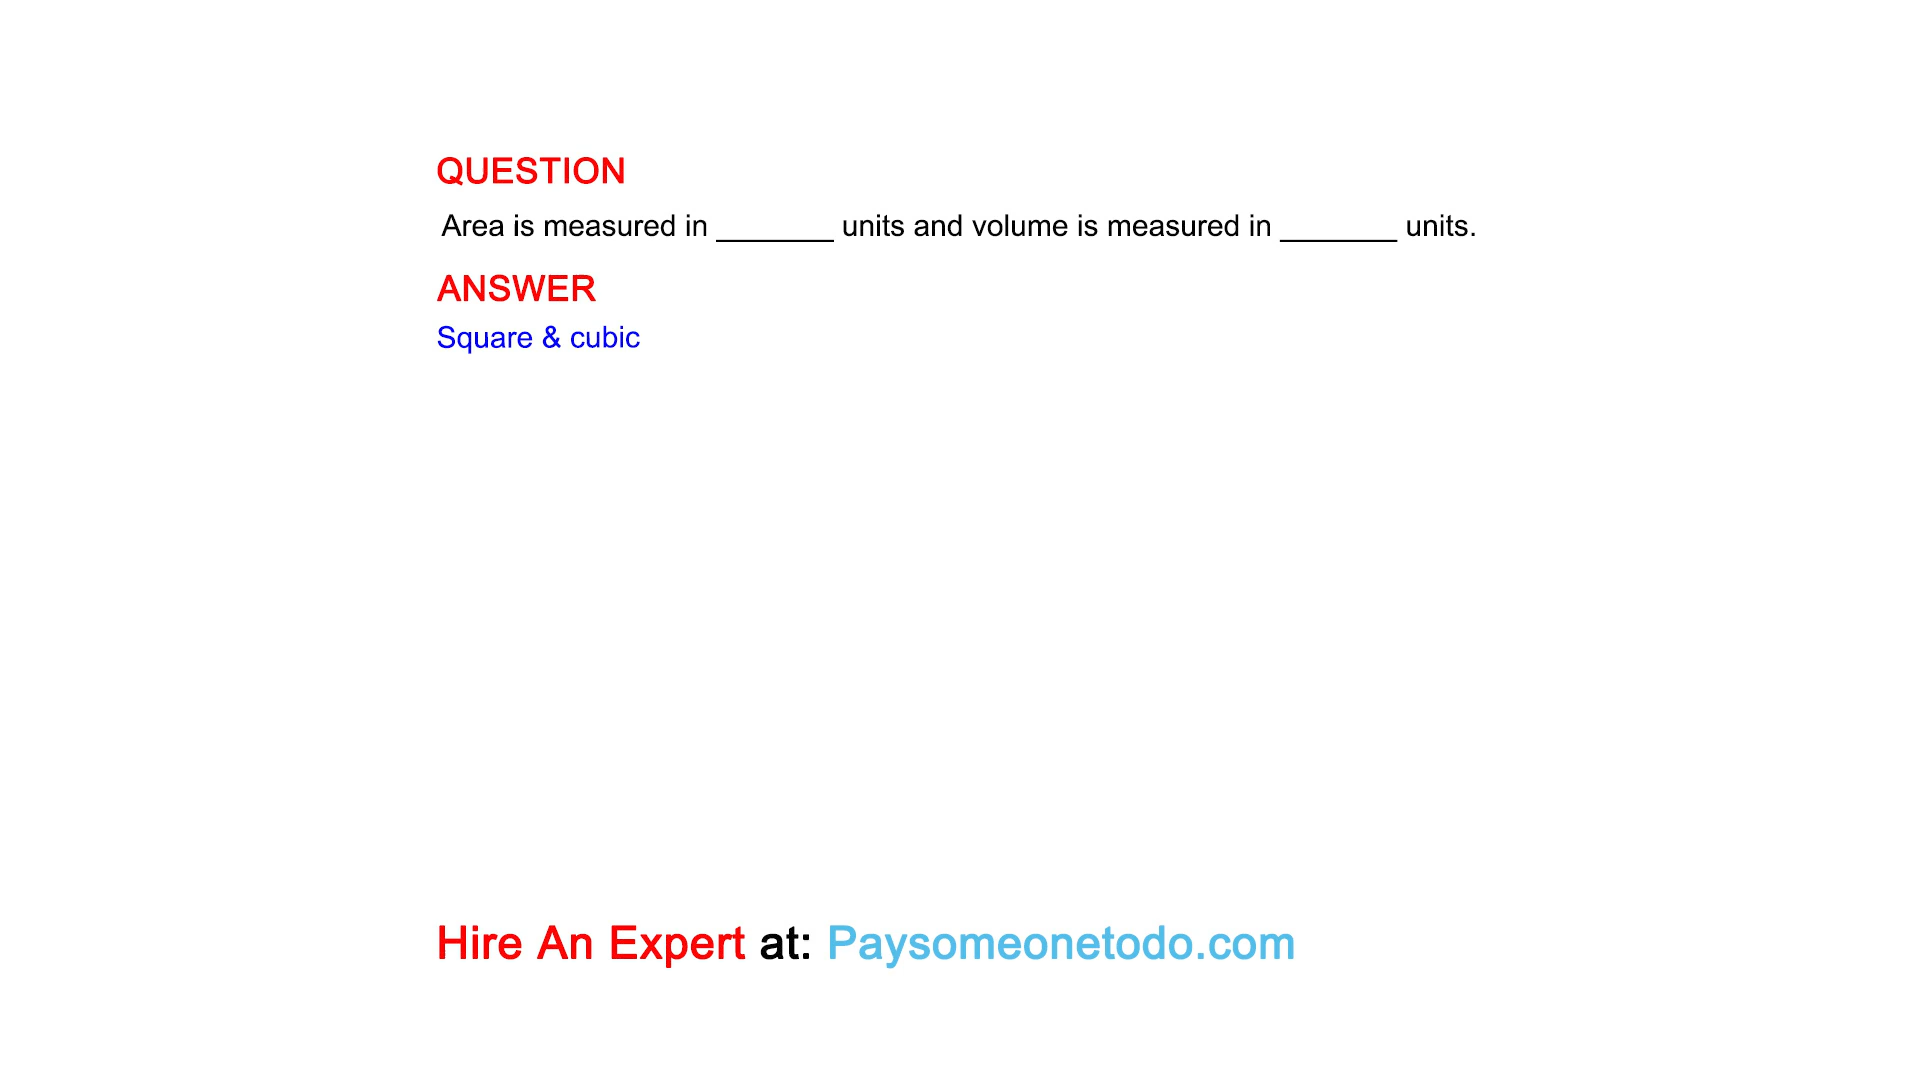 QUESTION
Area is measured in _______ units and volume is measured in _______ units.
ANSWER
Square & cubic
Hire An Expert at: Paysomeonetodo.com